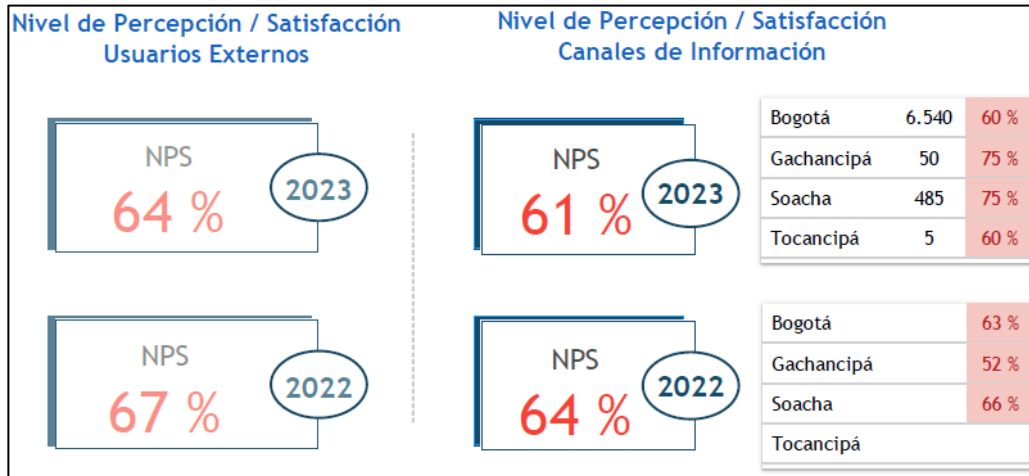 Nivel de Percepción / Satisfacción
Usuarios Externos
NPS
64 %
2023
NPS
67 %
2022
Nivel de Percepción / Satisfacción
Canales de Información
NPS
61 %
2023
Bogotá 6.540 60 %
Gachancipá 50 75 %
Soacha 485 75 %
Tocancipá 5 60 %
NPS
64 %
2022
Bogotá 63 %
Gachancipá 52 %
Soacha 66 %
Tocancipá